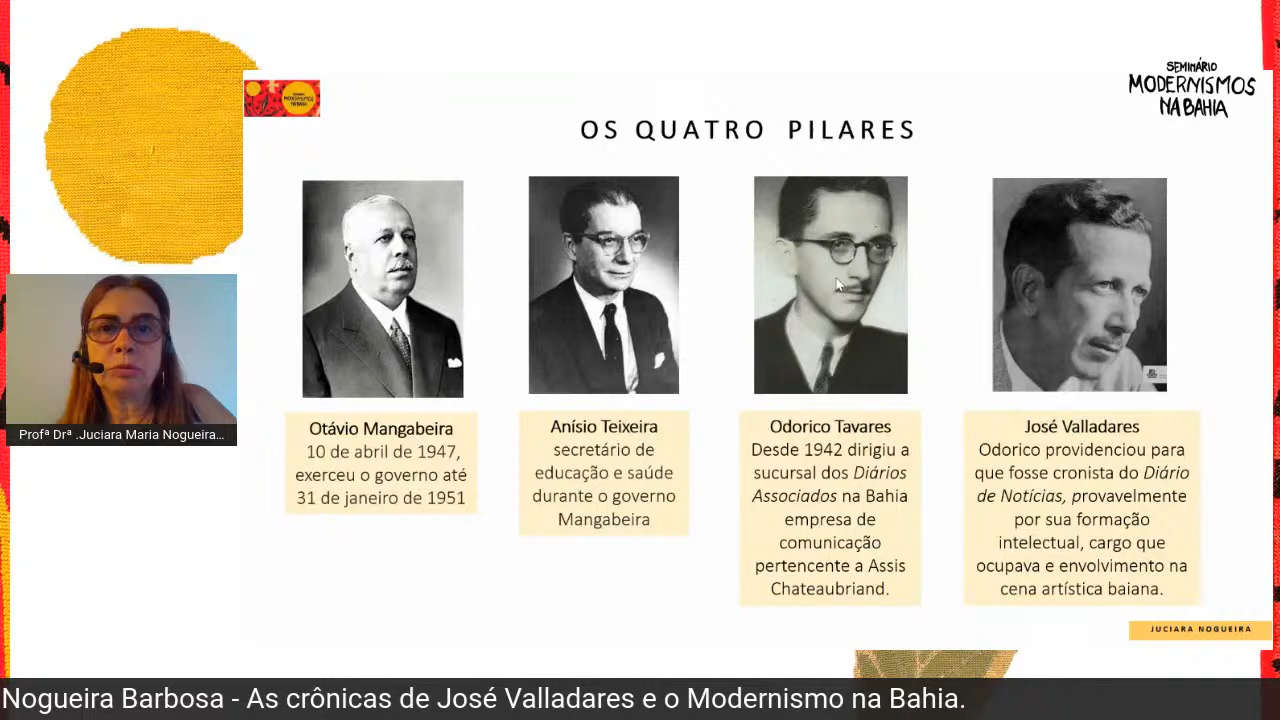 SEMINÁRIO
MODERNISMOS
NA BAHIA
MODERNISMOS
NA BAHIA
OS QUATRO PILARES
Otávio Mangabeira
10 de abril de 1947,
exerceu o governo até
31 de janeiro de 1951
Anísio Teixeira
secretário de
educação e saúde
durante o governo
Mangabeira
Odorico Tavares
Desde 1942 dirigiu a
sucursal dos Diários
Associados na Bahia
empresa de
comunicação
pertencente a Assis
Chateaubriand.
José Valladares
Odorico providenciou para
que fosse cronista do Diário
de Notícias, provavelmente
por sua formação
intelectual, cargo que
ocupava e envolvimento na
cena artística baiana.
Profª Drª .Juciara Maria Nogueira…
JUCIARA NOGUEIRA
Nogueira Barbosa - As crônicas de José Valladares e o Modernismo na Bahia.